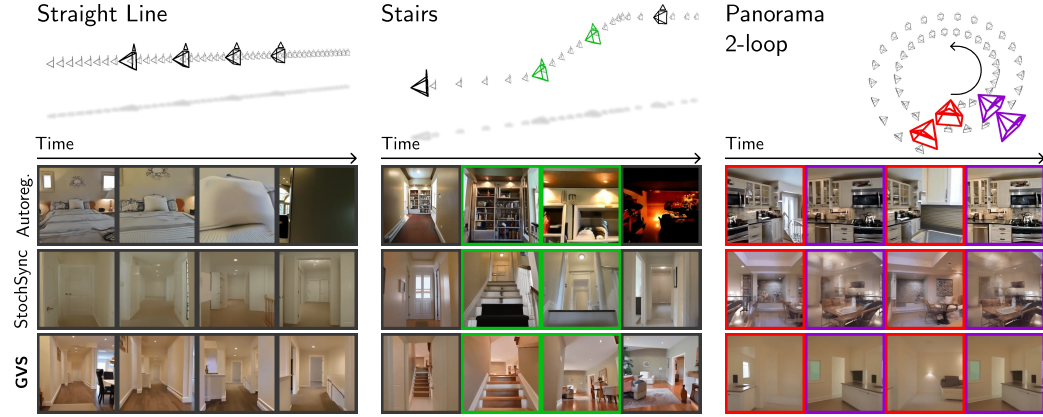 Straight Line
Stairs
Panorama
2-loop
Time
Time
Time
Autoreg.
StochSync
GVS